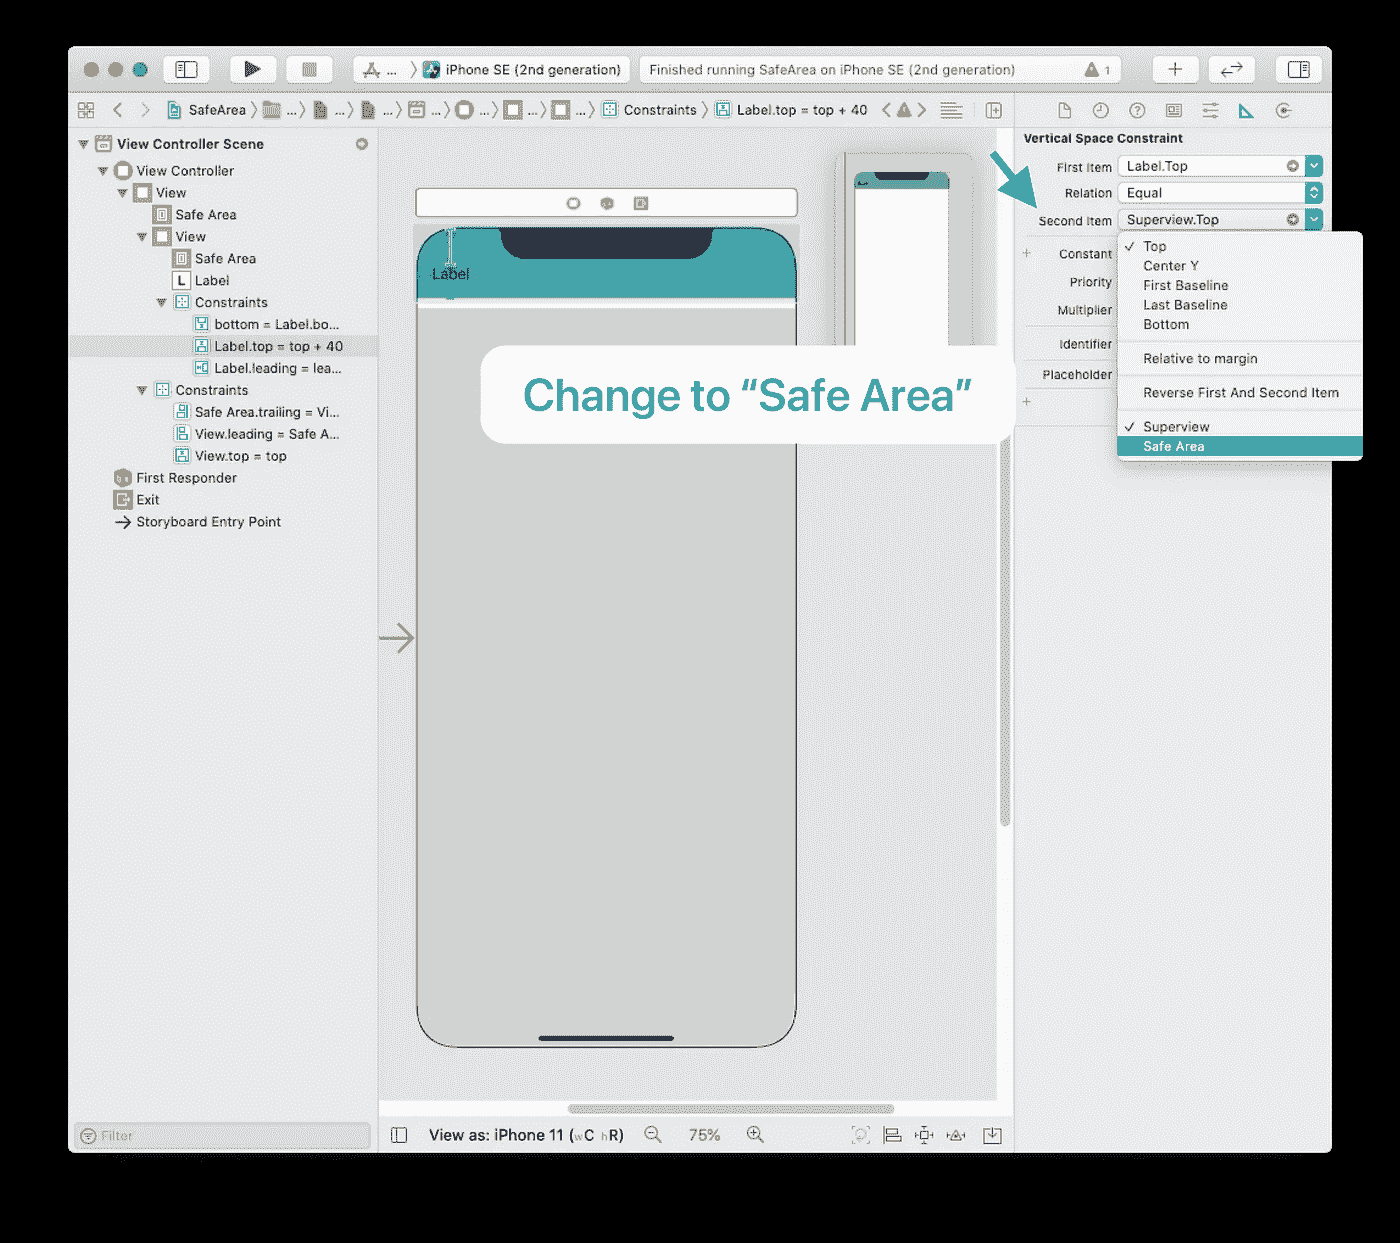 ... iPhone SE (2nd generation)
Finished running SafeArea on iPhone SE (2nd generation)
1
SafeArea ... ... ... ... ... ... ... Constraints Label.top = top + 40
View Controller Scene
View Controller
View
Safe Area
View
Safe Area
L Label
Constraints
bottom = Label.bo...
Label.top = top + 40
Label.leading = lea...
Constraints
Safe Area.trailing = Vi...
View.leading = Safe A...
View.top = top
First Responder
Exit
Storyboard Entry Point
Filter
Label
Change to “Safe Area”
View as: iPhone 11 (wC hR)
75%
Vertical Space Constraint
First Item Label.Top
Relation Equal
Second Item Superview.Top
Constant
Priority
Multiplier
Identifier
Placeholder
✓ Top
Center Y
First Baseline
Last Baseline
Bottom
Relative to margin
Reverse First And Second Item
✓ Superview
Safe Area